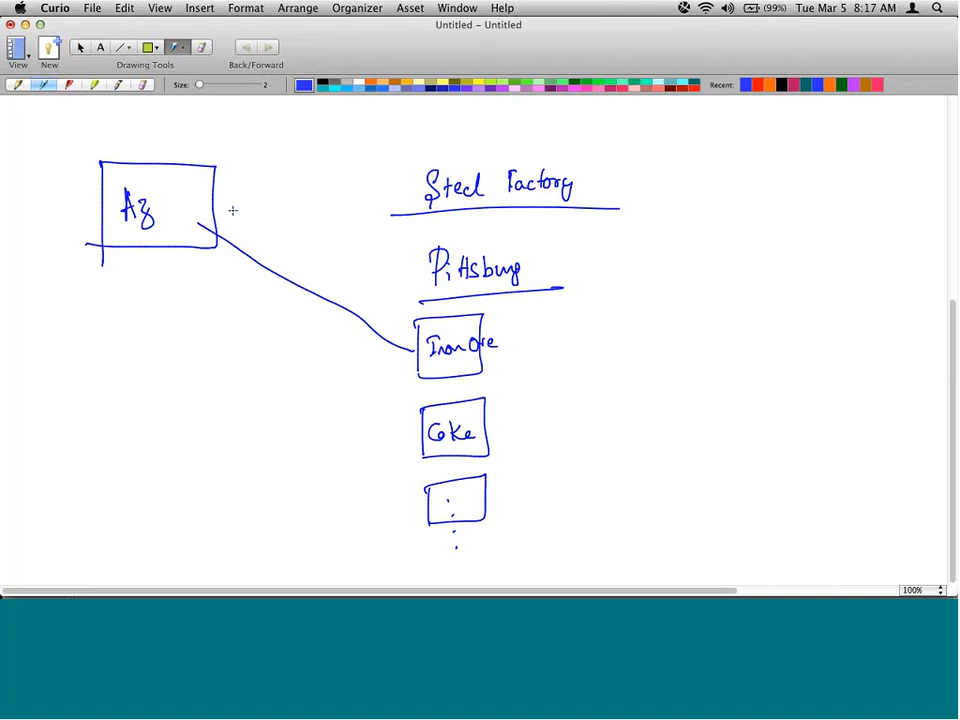 Curio File Edit View Insert Format Arrange Organizer Asset Window Help (99%) Tue Mar 5 8:17 AM
Untitled - Untitled
View New Drawing Tools Back/Forward
Size: 2 Recent:
Steel Factory
Az
Pittsburg
Iron Ore
Coke
100%